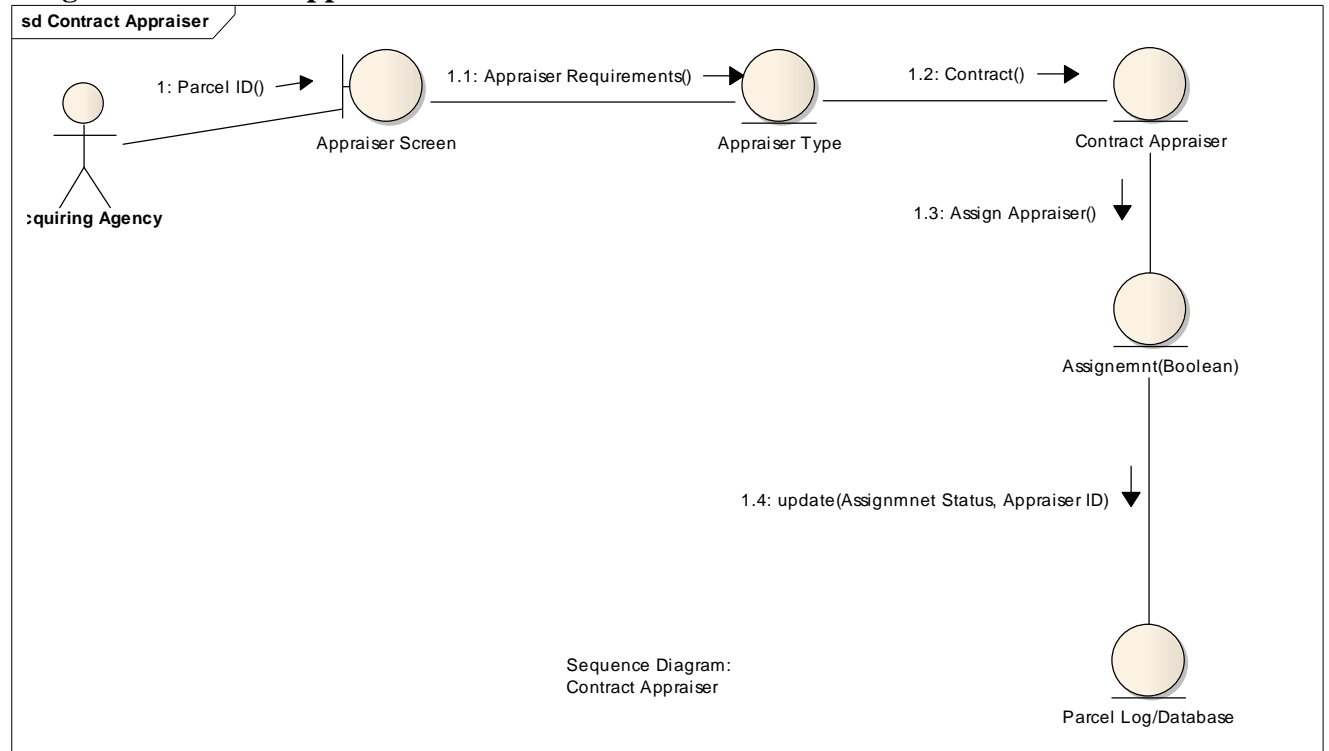 sd Contract Appraiser
1: Parcel ID()
1.1: Appraiser Requirements()
1.2: Contract()
Appraiser Screen
Appraiser Type
Contract Appraiser
cquiring Agency
1.3: Assign Appraiser()
Assignemnt(Boolean)
1.4: update(Assignmnet Status, Appraiser ID)
Sequence Diagram:
Contract Appraiser
Parcel Log/Database